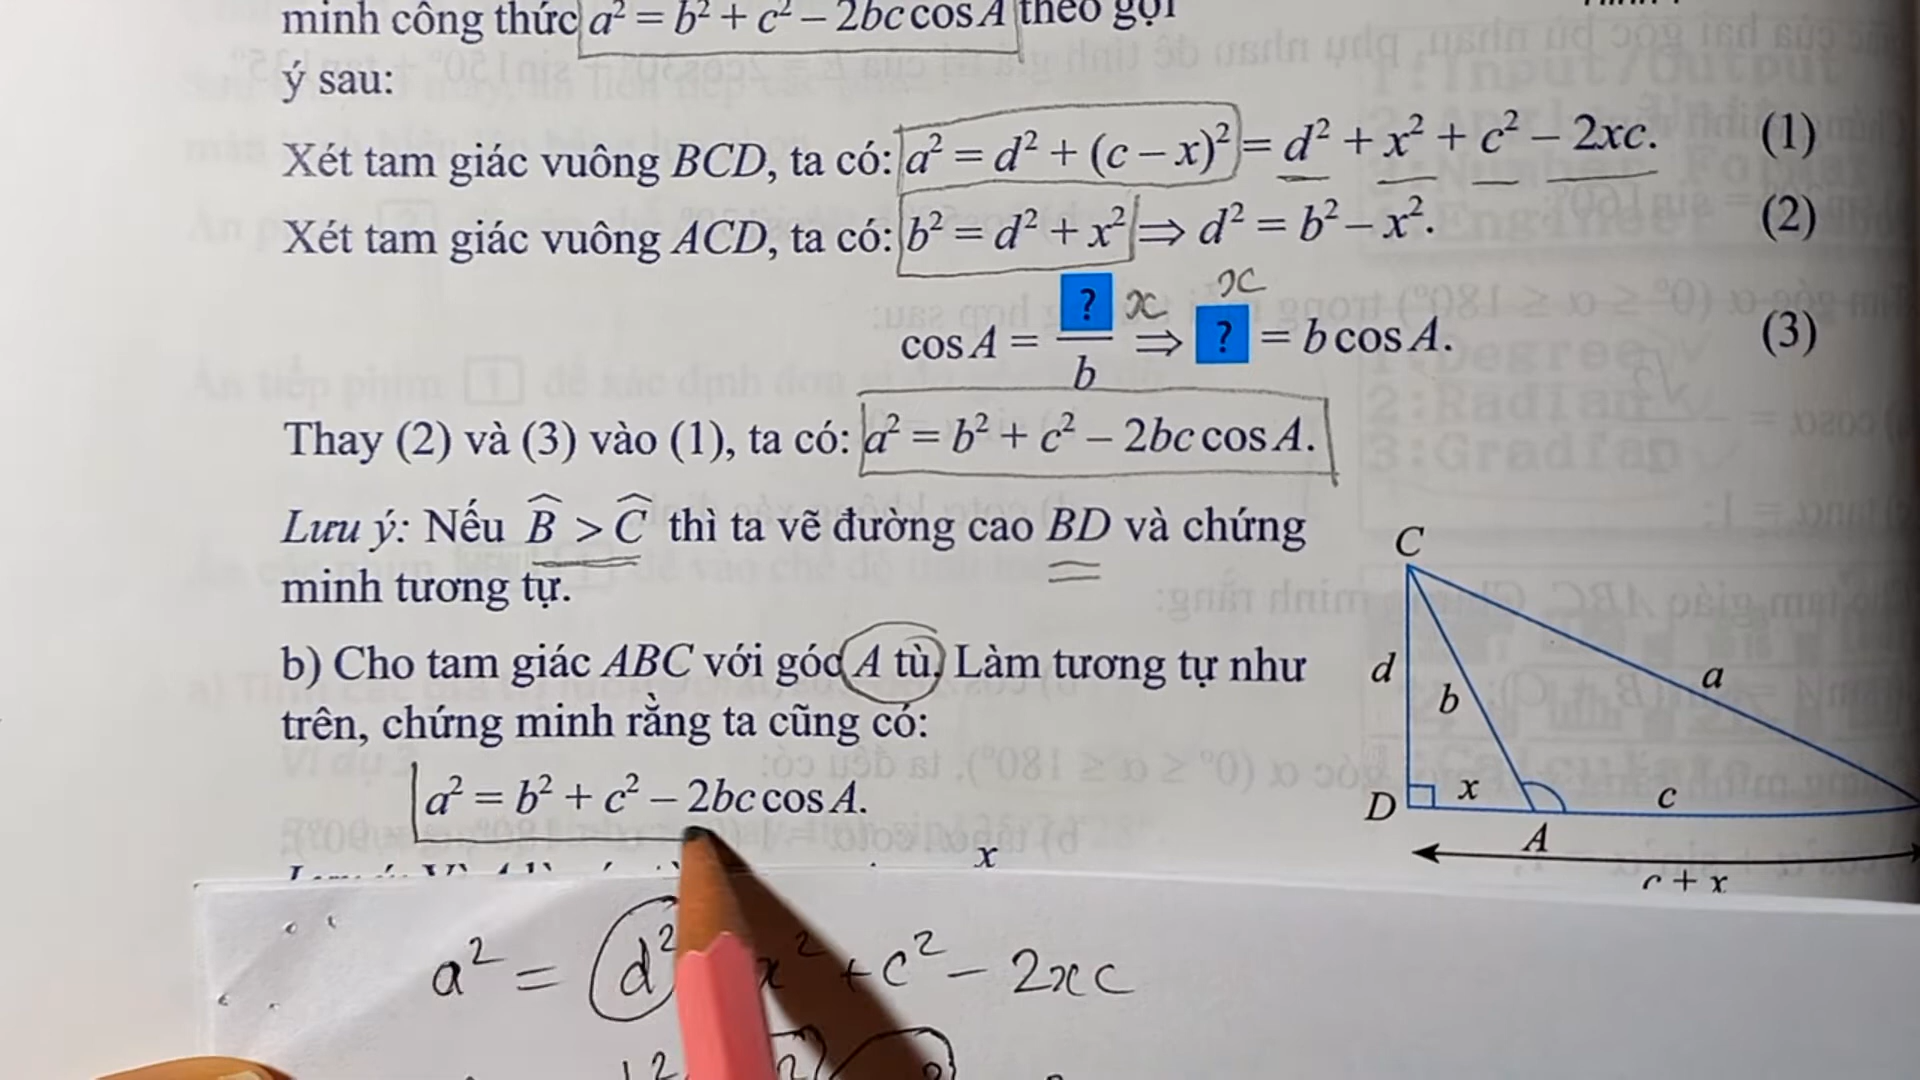 minh công thức a² = b² + c² – 2bc cos A theo gợi
ý sau:
Xét tam giác vuông BCD, ta có: a² = d² + (c – x)² = d² + x² + c² – 2xc. (1)
Xét tam giác vuông ACD, ta có: b² = d² + x² ⇒ d² = b² – x². (2)
x
cos A = ?/b x ⇒ ? = b cos A. (3)
Thay (2) và (3) vào (1), ta có: a² = b² + c² – 2bc cos A.
Lưu ý: Nếu B̂ > Ĉ thì ta vẽ đường cao BD và chứng
minh tương tự.
b) Cho tam giác ABC với góc A tù. Làm tương tự như
trên, chứng minh rằng ta cũng có:
a² = b² + c² – 2bc cos A.
x
C
d
b
a
D
x
A
c
c + x
a² = d² x² + c² – 2xc